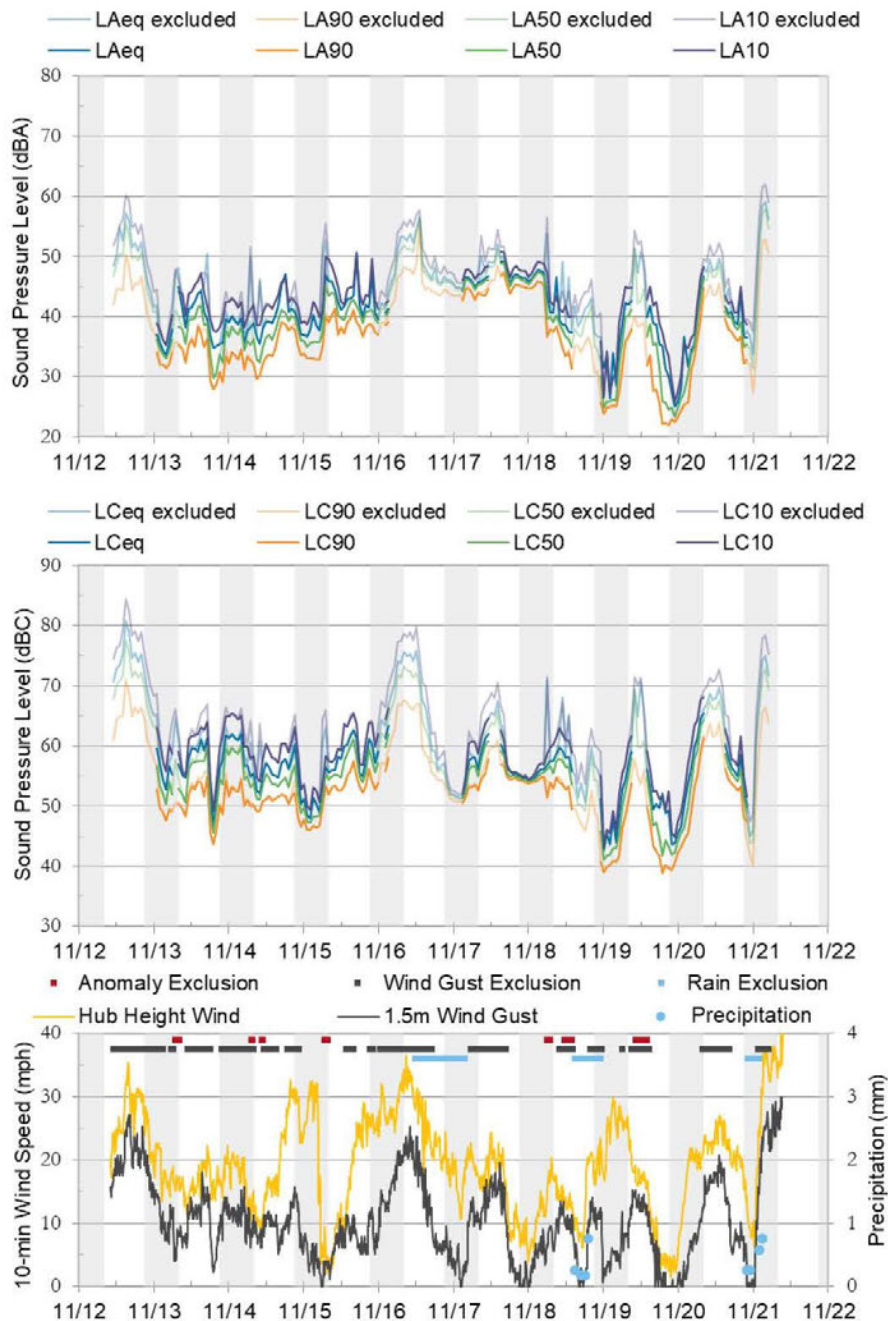 LAeq excluded LA90 excluded LA50 excluded LA10 excluded
LAeq LA90 LA50 LA10
80
70
60
50
40
30
20
Sound Pressure Level (dBA)
11/12 11/13 11/14 11/15 11/16 11/17 11/18 11/19 11/20 11/21 11/22
LCeq excluded LC90 excluded LC50 excluded LC10 excluded
LCeq LC90 LC50 LC10
90
80
70
60
50
40
30
Sound Pressure Level (dBC)
11/12 11/13 11/14 11/15 11/16 11/17 11/18 11/19 11/20 11/21 11/22
Anomaly Exclusion Wind Gust Exclusion Rain Exclusion
Hub Height Wind 1.5m Wind Gust Precipitation
40 4
30 3
20 2
10 1
0 0
10-min Wind Speed (mph)
Precipitation (mm)
11/12 11/13 11/14 11/15 11/16 11/17 11/18 11/19 11/20 11/21 11/22